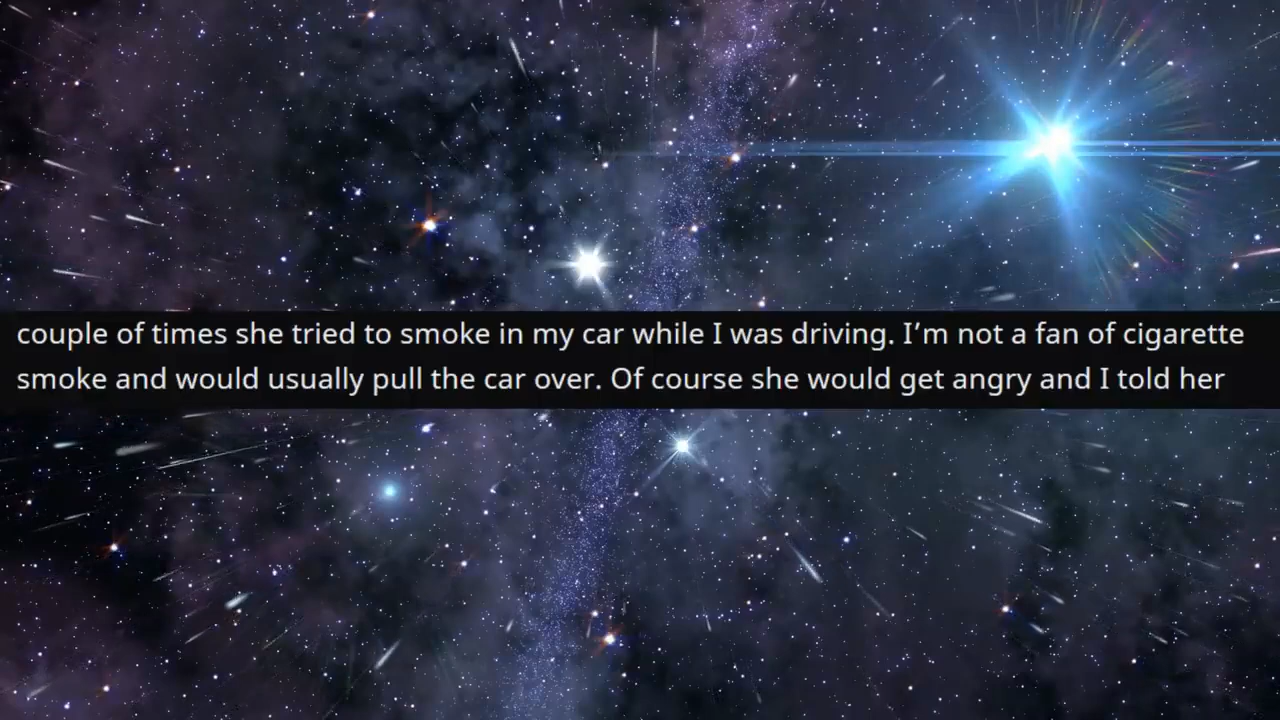 couple of times she tried to smoke in my car while I was driving. I’m not a fan of cigarette
smoke and would usually pull the car over. Of course she would get angry and I told her